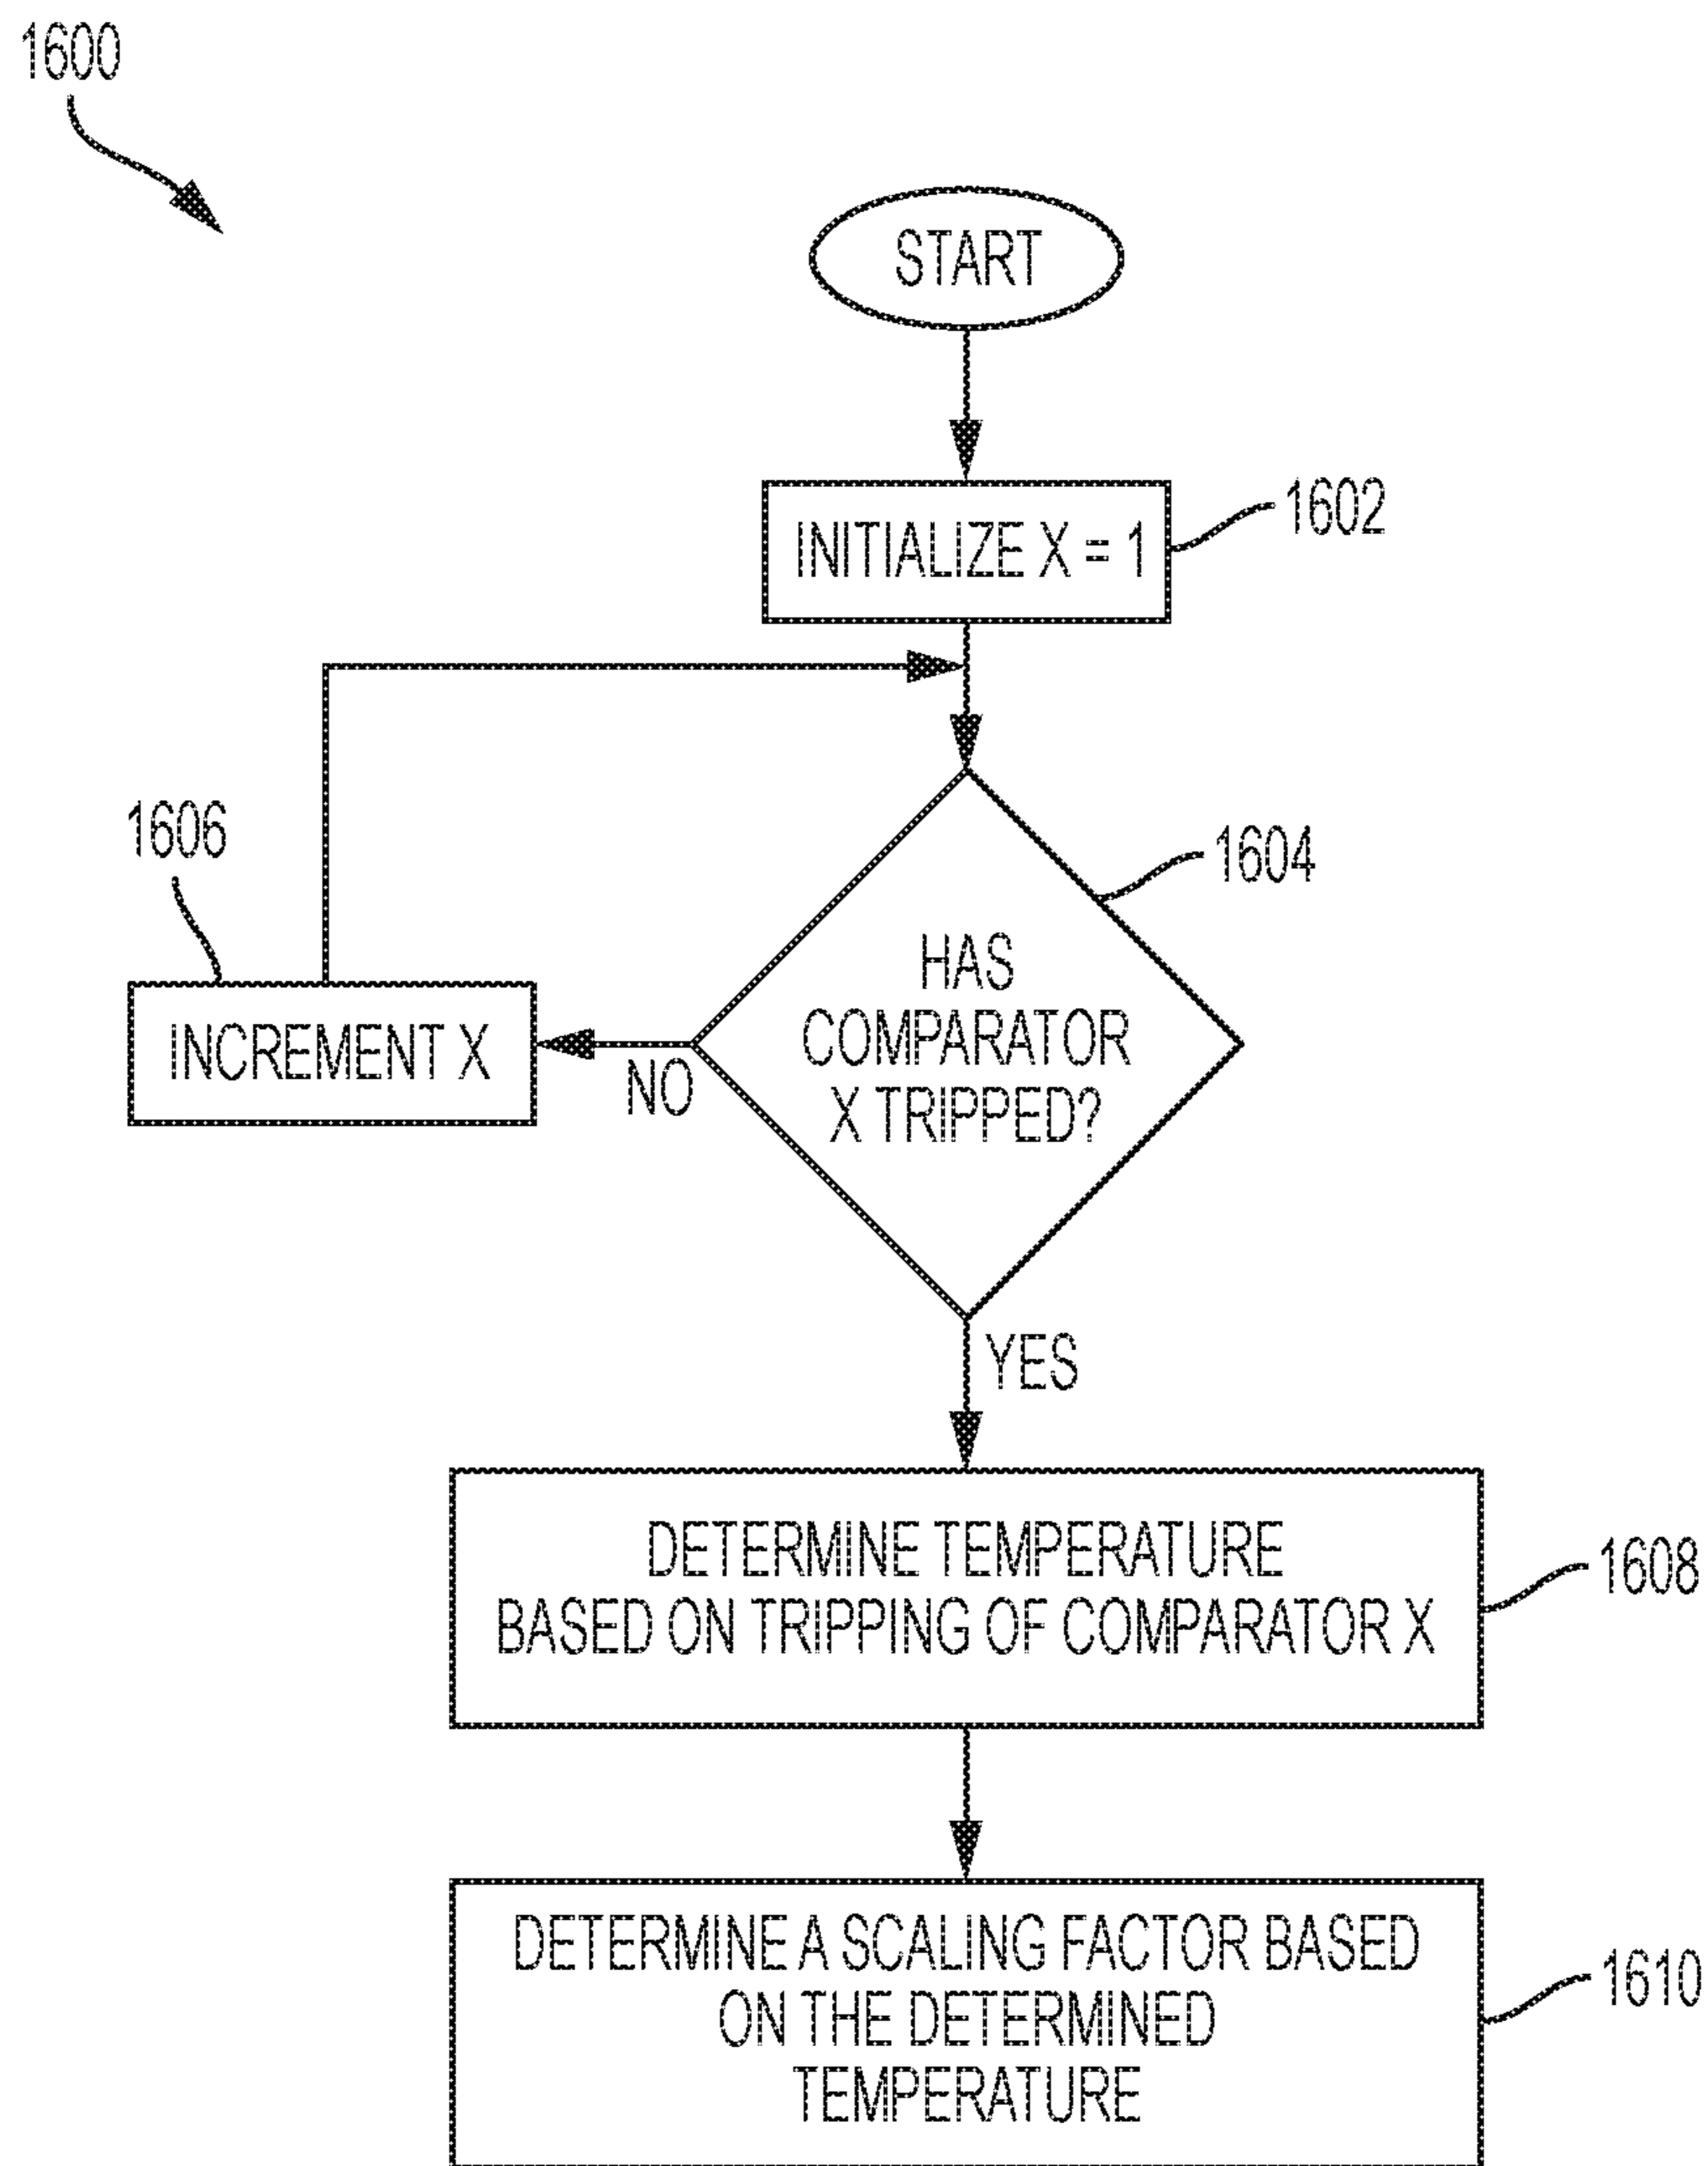 1600
START
INITIALIZE X = 1
1602
1606
1604
HAS
COMPARATOR
X TRIPPED?
INCREMENT X
NO
YES
DETERMINE TEMPERATURE
BASED ON TRIPPING OF COMPARATOR X
1608
DETERMINE A SCALING FACTOR BASED
ON THE DETERMINED
TEMPERATURE
1610